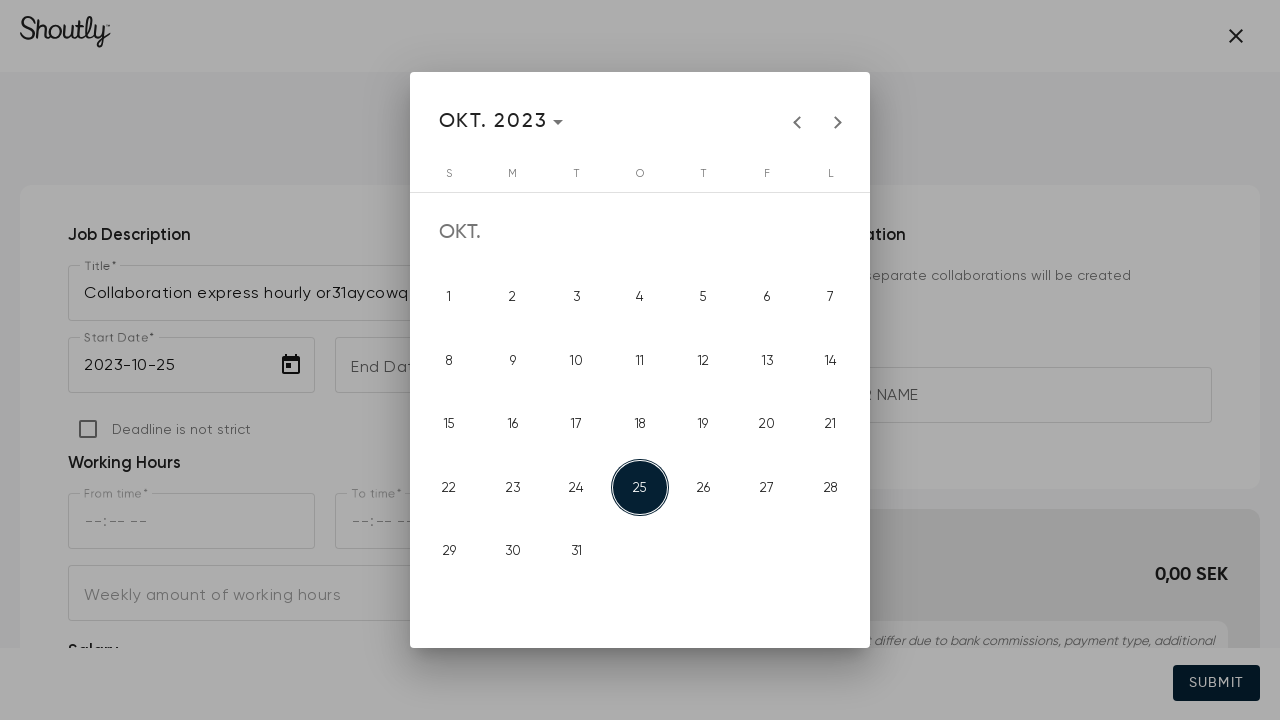 Shoutly
OKT. 2023
S M T O T F L
OKT.
1 2 3 4 5 6 7
8 9 10 11 12 13 14
15 16 17 18 19 20 21
22 23 24 25 26 27 28
29 30 31
Job Description
Title*
Collaboration express hourly or31aycowq
Start Date*
2023-10-25
End Dat
Deadline is not strict
Working Hours
From time*
--:-- --
To time*
--:-- --
Weekly amount of working hours
Salary
ation
separate collaborations will be created
R NAME
0,00 SEK
t differ due to bank commissions, payment type, additional
SUBMIT